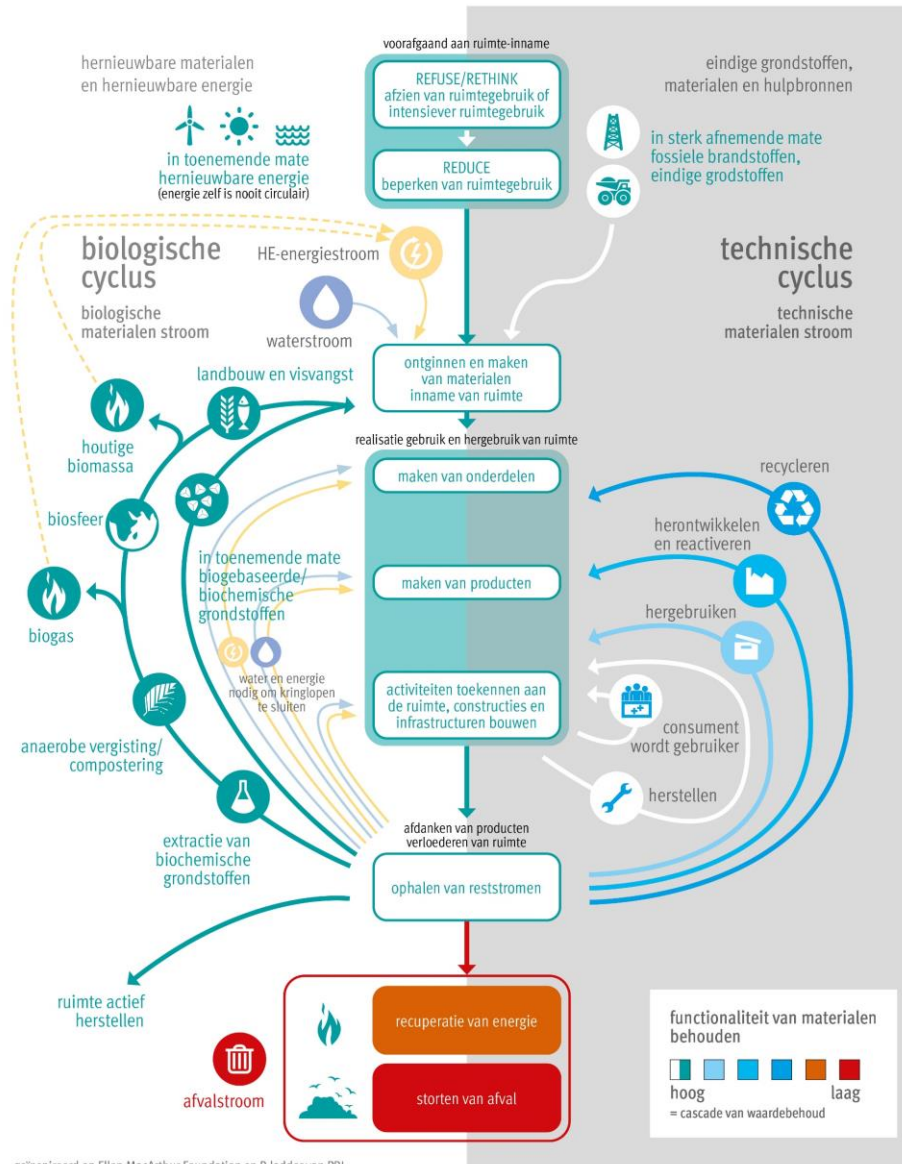 voorafgaand aan ruimte-inname
hernieuwbare materialen
en hernieuwbare energie
REFUSE/RETHINK
afzien van ruimtegebruik of
intensiever ruimtegebruik
eindige grondstoffen,
materialen en hulpbronnen
in toenemende mate
hernieuwbare energie
(energie zelf is nooit circulair)
REDUCE
beperken van ruimtegebruik
in sterk afnemende mate
fossiele brandstoffen,
eindige grodstoffen
biologische
cyclus
biologische
materialen stroom
HE-energiestroom
waterstroom
technische
cyclus
technische
materialen stroom
landbouw en visvangst
ontginnen en maken
van materialen
inname van ruimte
houtige
biomassa
realisatie gebruik en hergebruik van ruimte
maken van onderdelen
recycleren
biosfeer
herontwikkelen
en reactiveren
in toenemende mate
biogebaseerde/
biochemische
grondstoffen
maken van producten
biogas
hergebruiken
water en energie
nodig om kringlopen
te sluiten
activiteiten toekennen aan
de ruimte, constructies en
infrastructuren bouwen
consument
wordt gebruiker
anaerobe vergisting/
compostering
herstellen
extractie van
biochemische
grondstoffen
afdanken van producten
verloederen van ruimte
ophalen van reststromen
ruimte actief
herstellen
recuperatie van energie
functionaliteit van materialen
behouden
hoog
laag
= cascade van waardebehoud
afvalstroom
storten van afval